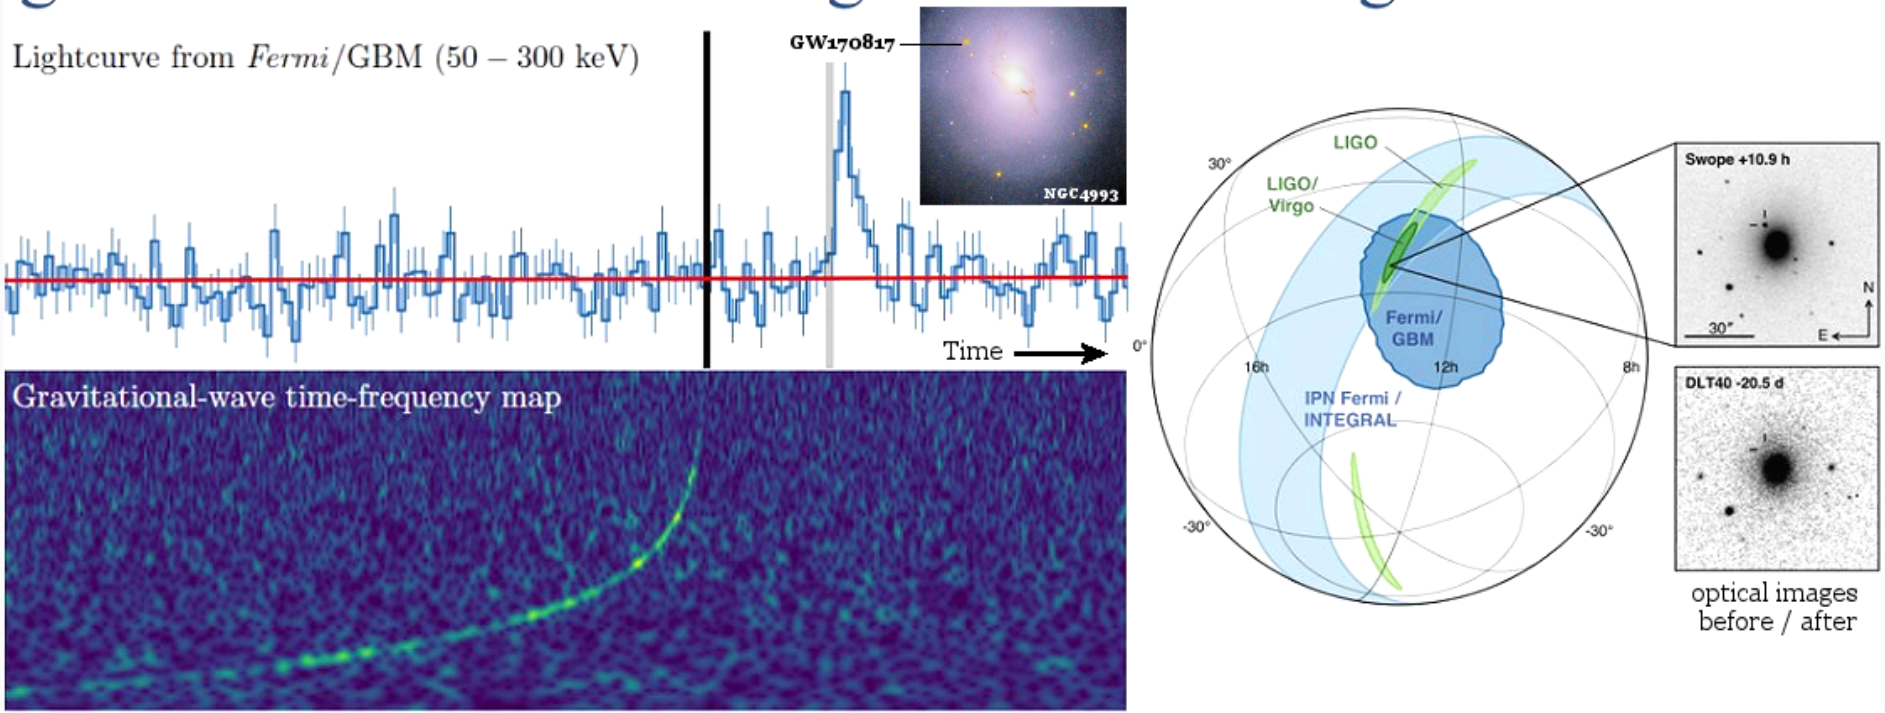 Lightcurve from Fermi/GBM (50 – 300 keV)
GW170817
NGC4993
Time
Gravitational-wave time-frequency map
LIGO
LIGO/
Virgo
Fermi/
GBM
IPN Fermi /
INTEGRAL
30°
0°
16h
12h
8h
-30°
-30°
Swope +10.9 h
N
30"
E
DLT40 -20.5 d
optical images
before / after